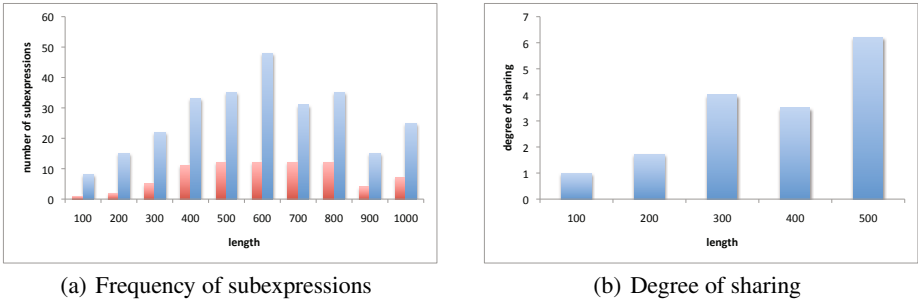 60
50
40
30
20
10
0
number of subexpressions
100 200 300 400 500 600 700 800 900 1000
length
(a) Frequency of subexpressions
7
6
5
4
3
2
1
0
degree of sharing
100 200 300 400 500
length
(b) Degree of sharing